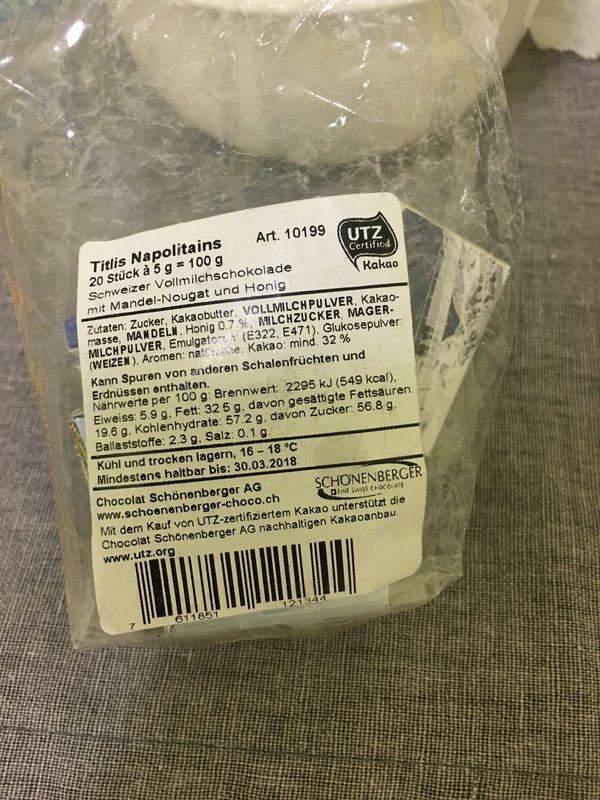 Titlis Napolitains
Art. 10199
20 Stück à 5 g = 100 g
Schweizer Vollmilchschokolade
mit Mandel-Nougat und Honig
UTZ
Certified
Kakao
Zutaten: Zucker, Kakaobutter, VOLLMILCHPULVER, Kakao-
masse, MANDELN, Honig 0.7 %, MILCHZUCKER, MAGER-
MILCHPULVER, Emulgatoren (E322, E471), Glukosepulver
(WEIZEN), Aromen: natürliche, Kakao: mind. 32 %
Kann Spuren von anderen Schalenfrüchten und
Erdnüssen enthalten.
Nährwerte per 100 g: Brennwert: 2295 kJ (549 kcal),
Eiweiss: 5.9 g, Fett: 32.5 g, davon gesättigte Fettsäuren:
19.6 g, Kohlenhydrate: 57.2 g, davon Zucker: 56.8 g,
Ballaststoffe: 2.3 g, Salz: 0.1 g
Kühl und trocken lagern, 16 – 18 °C
Mindestens haltbar bis: 30.03.2018
Chocolat Schönenberger AG
www.schoenenberger-choco.ch
SCHÖNENBERGER
FINE SWISS CHOCOLATE
Mit dem Kauf von UTZ-zertifiziertem Kakao unterstützt die
Chocolat Schönenberger AG nachhaltigen Kakaoanbau
www.utz.org
7 611851 121344